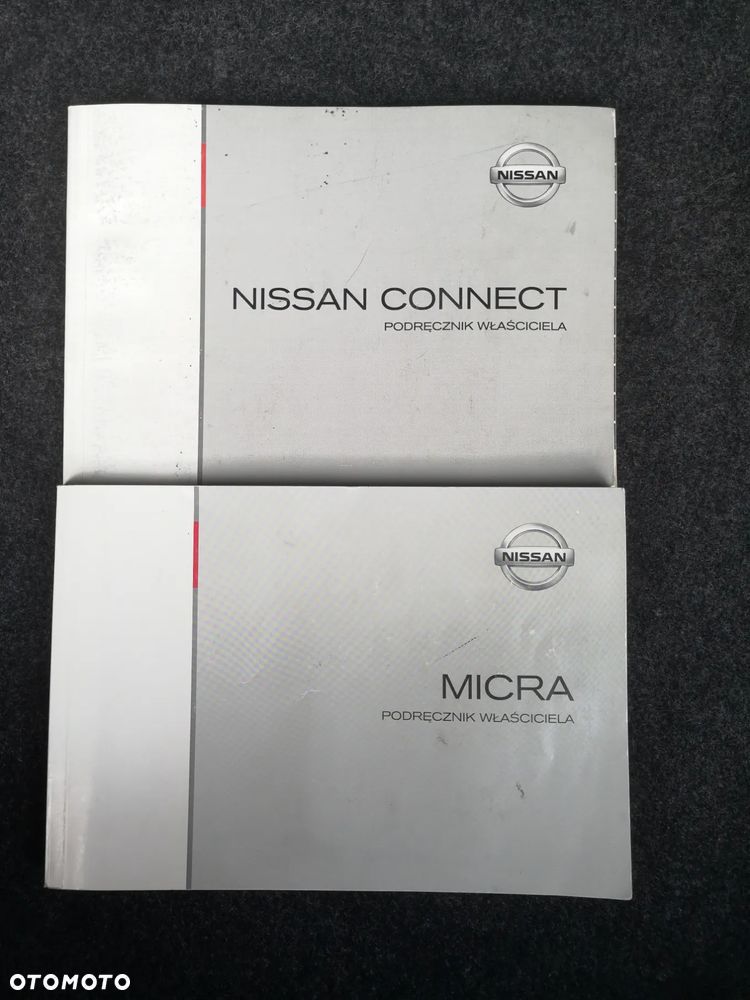 NISSAN
NISSAN CONNECT
PODRĘCZNIK WŁAŚCICIELA
NISSAN
MICRA
PODRĘCZNIK WŁAŚCICIELA
OTOMOTO